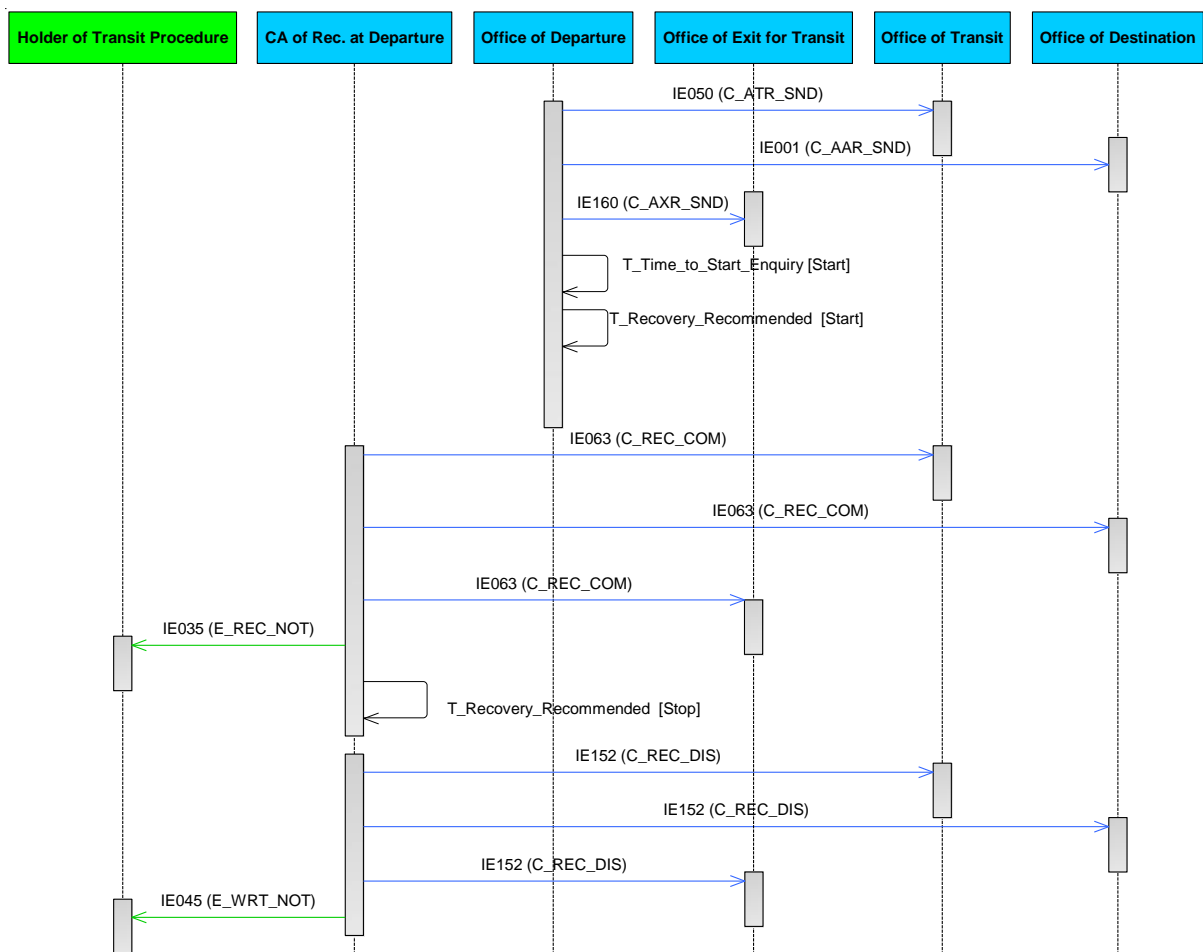 Holder of Transit Procedure
CA of Rec. at Departure
Office of Departure
Office of Exit for Transit
Office of Transit
Office of Destination
IE050 (C_ATR_SND)
IE001 (C_AAR_SND)
IE160 (C_AXR_SND)
T_Time_to_Start_Enquiry [Start]
T_Recovery_Recommended [Start]
IE063 (C_REC_COM)
IE063 (C_REC_COM)
IE063 (C_REC_COM)
IE035 (E_REC_NOT)
T_Recovery_Recommended [Stop]
IE152 (C_REC_DIS)
IE152 (C_REC_DIS)
IE152 (C_REC_DIS)
IE045 (E_WRT_NOT)